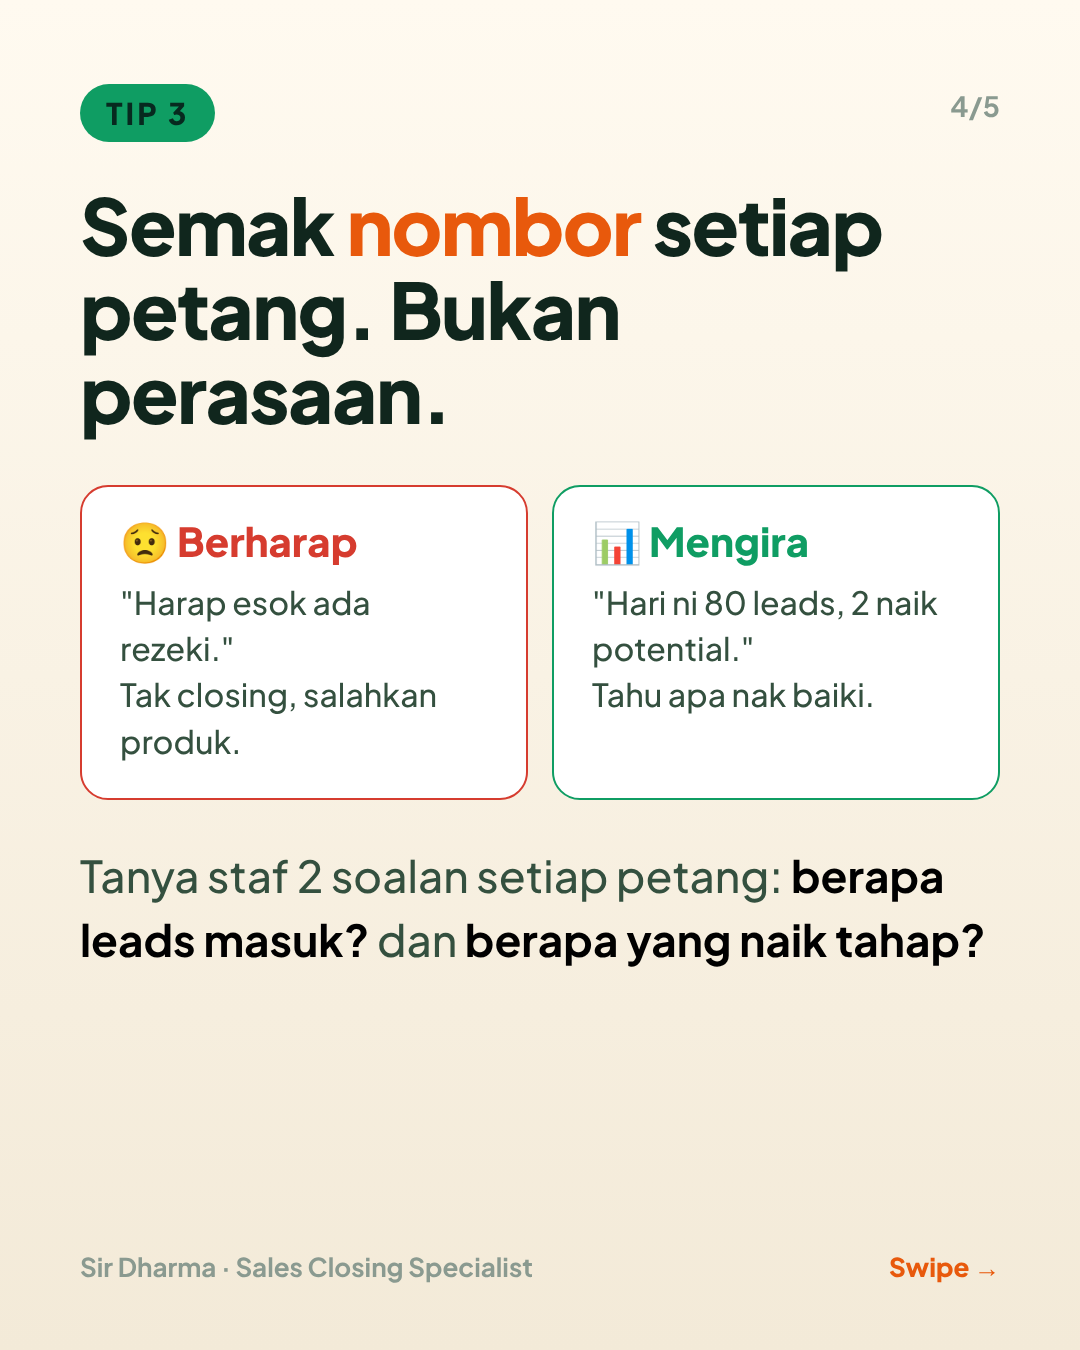 TIP 3
4/5
Semak nombor setiap
petang. Bukan
perasaan.
😟 Berharap
"Harap esok ada
rezeki."
Tak closing, salahkan
produk.
📊 Mengira
"Hari ni 80 leads, 2 naik
potential."
Tahu apa nak baiki.
Tanya staf 2 soalan setiap petang: berapa
leads masuk? dan berapa yang naik tahap?
Sir Dharma · Sales Closing Specialist
Swipe →